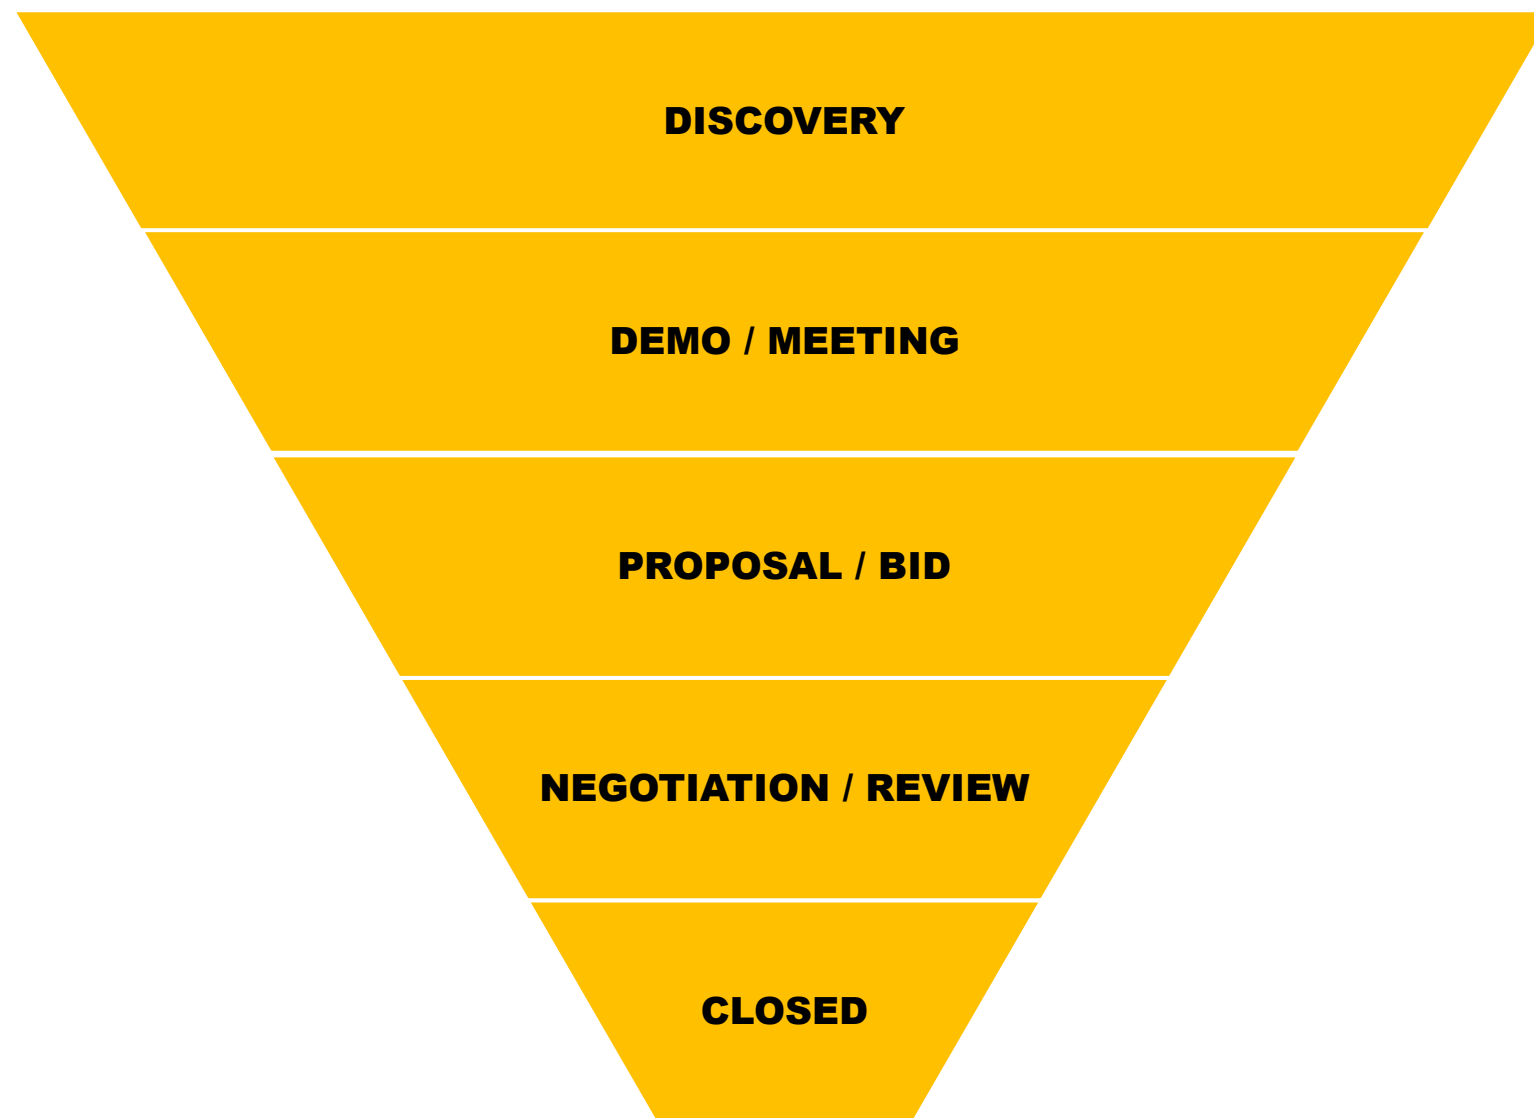 DISCOVERY
DEMO / MEETING
PROPOSAL / BID
NEGOTIATION / REVIEW
CLOSED